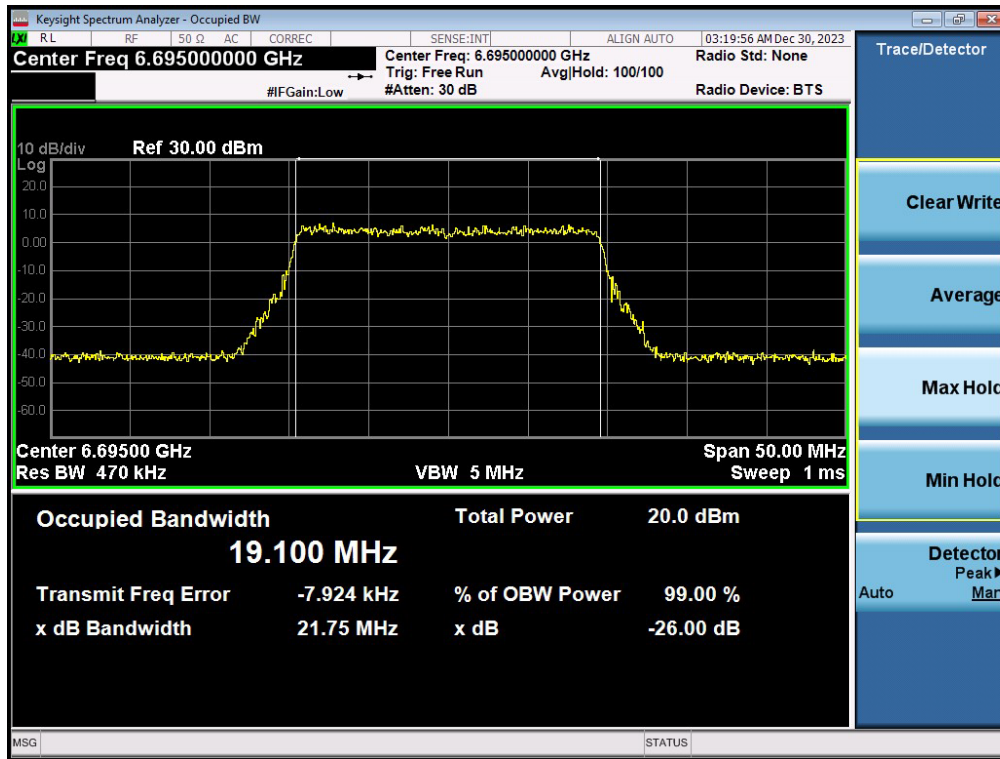 Keysight Spectrum Analyzer - Occupied BW
LXI RL RF 50 Ω AC CORREC SENSE:INT ALIGN AUTO 03:19:56 AM Dec 30, 2023
Center Freq 6.695000000 GHz
#IFGain:Low
Center Freq: 6.695000000 GHz
Trig: Free Run Avg|Hold: 100/100
#Atten: 30 dB
Radio Std: None
Radio Device: BTS
10 dB/div Ref 30.00 dBm
Log
20.0
10.0
0.00
-10.0
-20.0
-30.0
-40.0
-50.0
-60.0
Center 6.69500 GHz Span 50.00 MHz
Res BW 470 kHz VBW 5 MHz Sweep 1 ms
Occupied Bandwidth Total Power 20.0 dBm
19.100 MHz
Transmit Freq Error -7.924 kHz % of OBW Power 99.00 %
x dB Bandwidth 21.75 MHz x dB -26.00 dB
MSG STATUS
Trace/Detector
Clear Write
Average
Max Hold
Min Hold
Detector
Peak
Auto Man